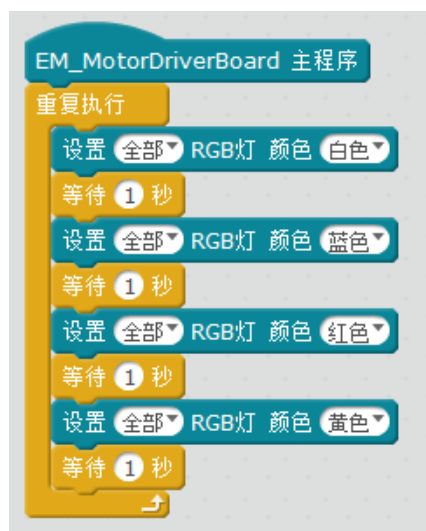 EM_MotorDriverBoard 主程序
重复执行
设置 全部 RGB灯 颜色 白色
等待 1 秒
设置 全部 RGB灯 颜色 蓝色
等待 1 秒
设置 全部 RGB灯 颜色 红色
等待 1 秒
设置 全部 RGB灯 颜色 黄色
等待 1 秒